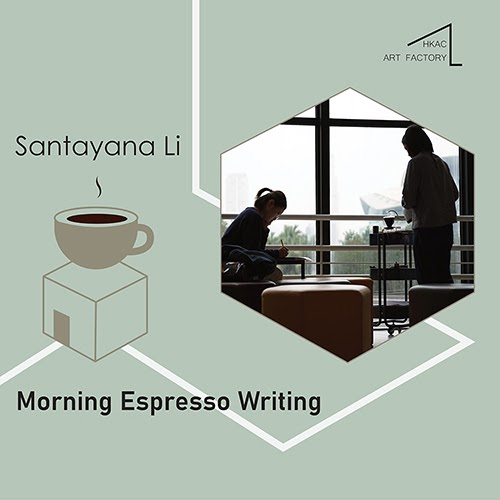 HKAC
ART FACTORY
Santayana Li
Morning Espresso Writing